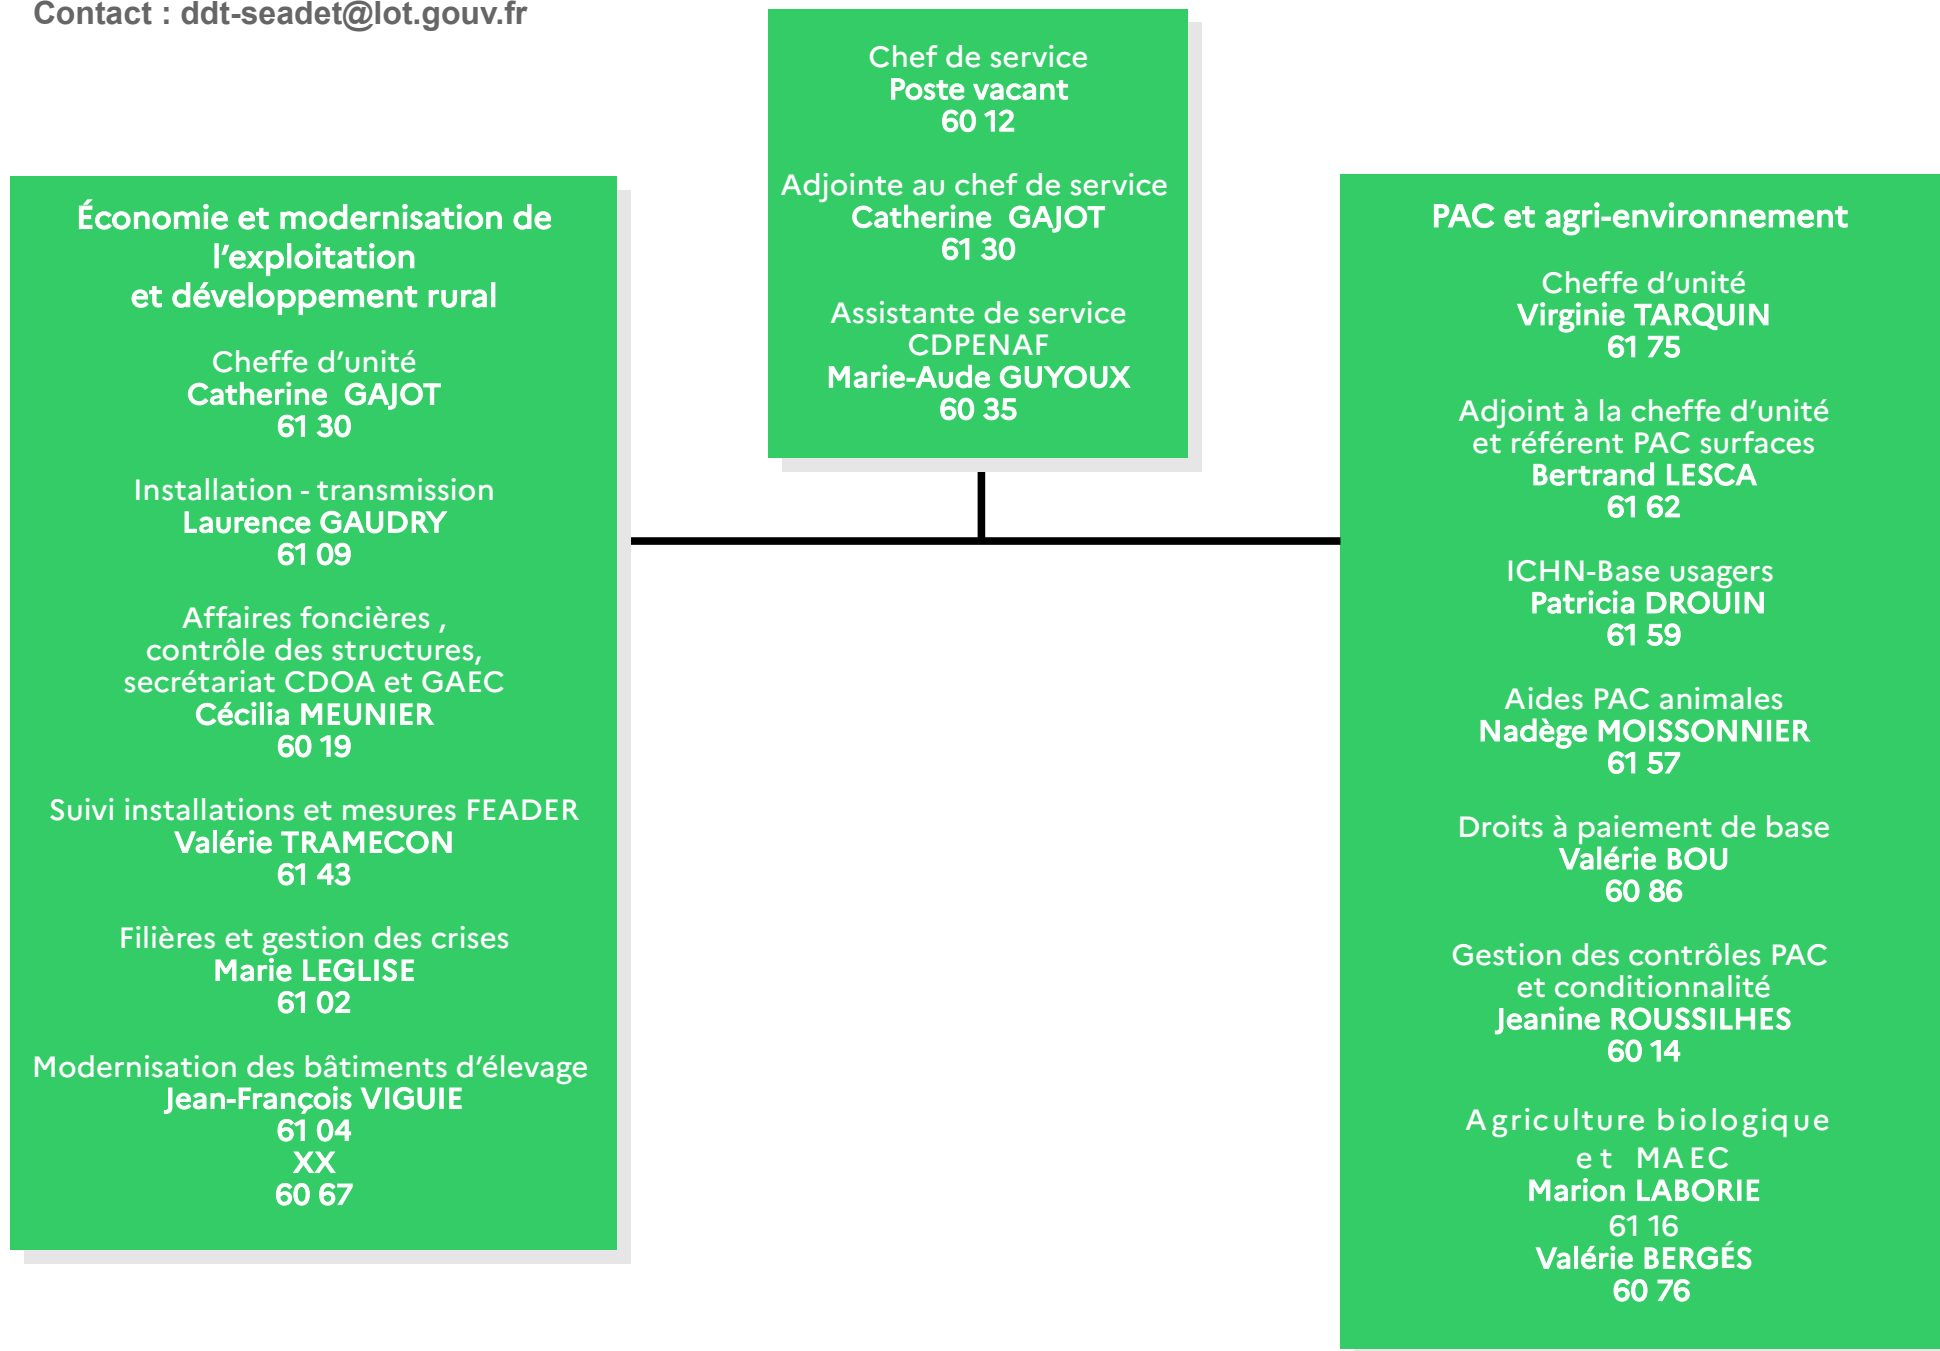 Contact : ddt-seadet@lot.gouv.fr
Chef de service
Poste vacant
60 12
Adjointe au chef de service
Catherine GAJOT
61 30
Assistante de service
CDPENAF
Marie-Aude GUYOUX
60 35
Économie et modernisation de
l’exploitation
et développement rural
Cheffe d’unité
Catherine GAJOT
61 30
Installation - transmission
Laurence GAUDRY
61 09
Affaires foncières ,
contrôle des structures,
secrétariat CDOA et GAEC
Cécilia MEUNIER
60 19
Suivi installations et mesures FEADER
Valérie TRAMECON
61 43
Filières et gestion des crises
Marie LEGLISE
61 02
Modernisation des bâtiments d’élevage
Jean-François VIGUIE
61 04
XX
60 67
PAC et agri-environnement
Cheffe d’unité
Virginie TARQUIN
61 75
Adjoint à la cheffe d’unité
et référent PAC surfaces
Bertrand LESCA
61 62
ICHN-Base usagers
Patricia DROUIN
61 59
Aides PAC animales
Nadège MOISSONNIER
61 57
Droits à paiement de base
Valérie BOU
60 86
Gestion des contrôles PAC
et conditionnalité
Jeanine ROUSSILHES
60 14
Agriculture biologique
et MAEC
Marion LABORIE
61 16
Valérie BERGÉS
60 76